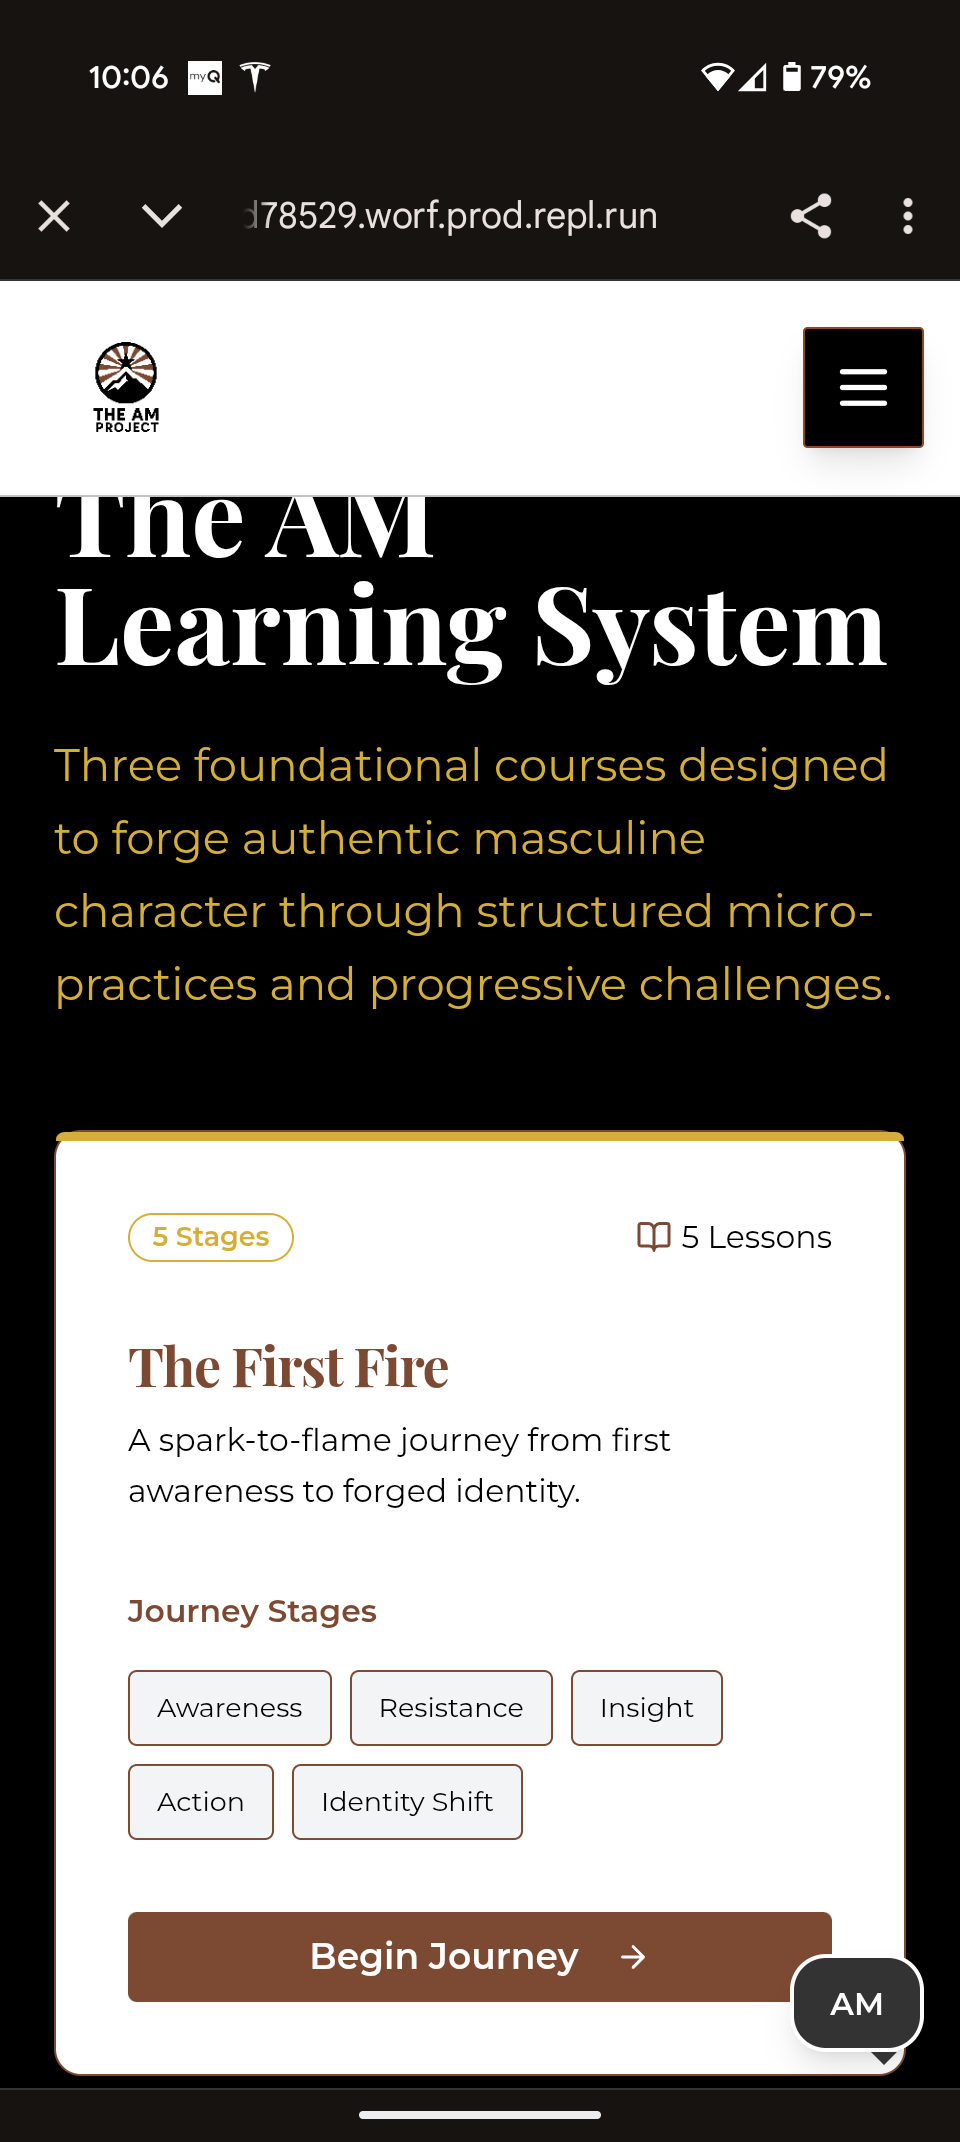 10:06 myQ 79%
d78529.worf.prod.repl.run
THE AM
PROJECT
The AM
Learning System
Three foundational courses designed
to forge authentic masculine
character through structured micro-
practices and progressive challenges.
5 Stages 5 Lessons
The First Fire
A spark-to-flame journey from first
awareness to forged identity.
Journey Stages
Awareness Resistance Insight
Action Identity Shift
Begin Journey
AM